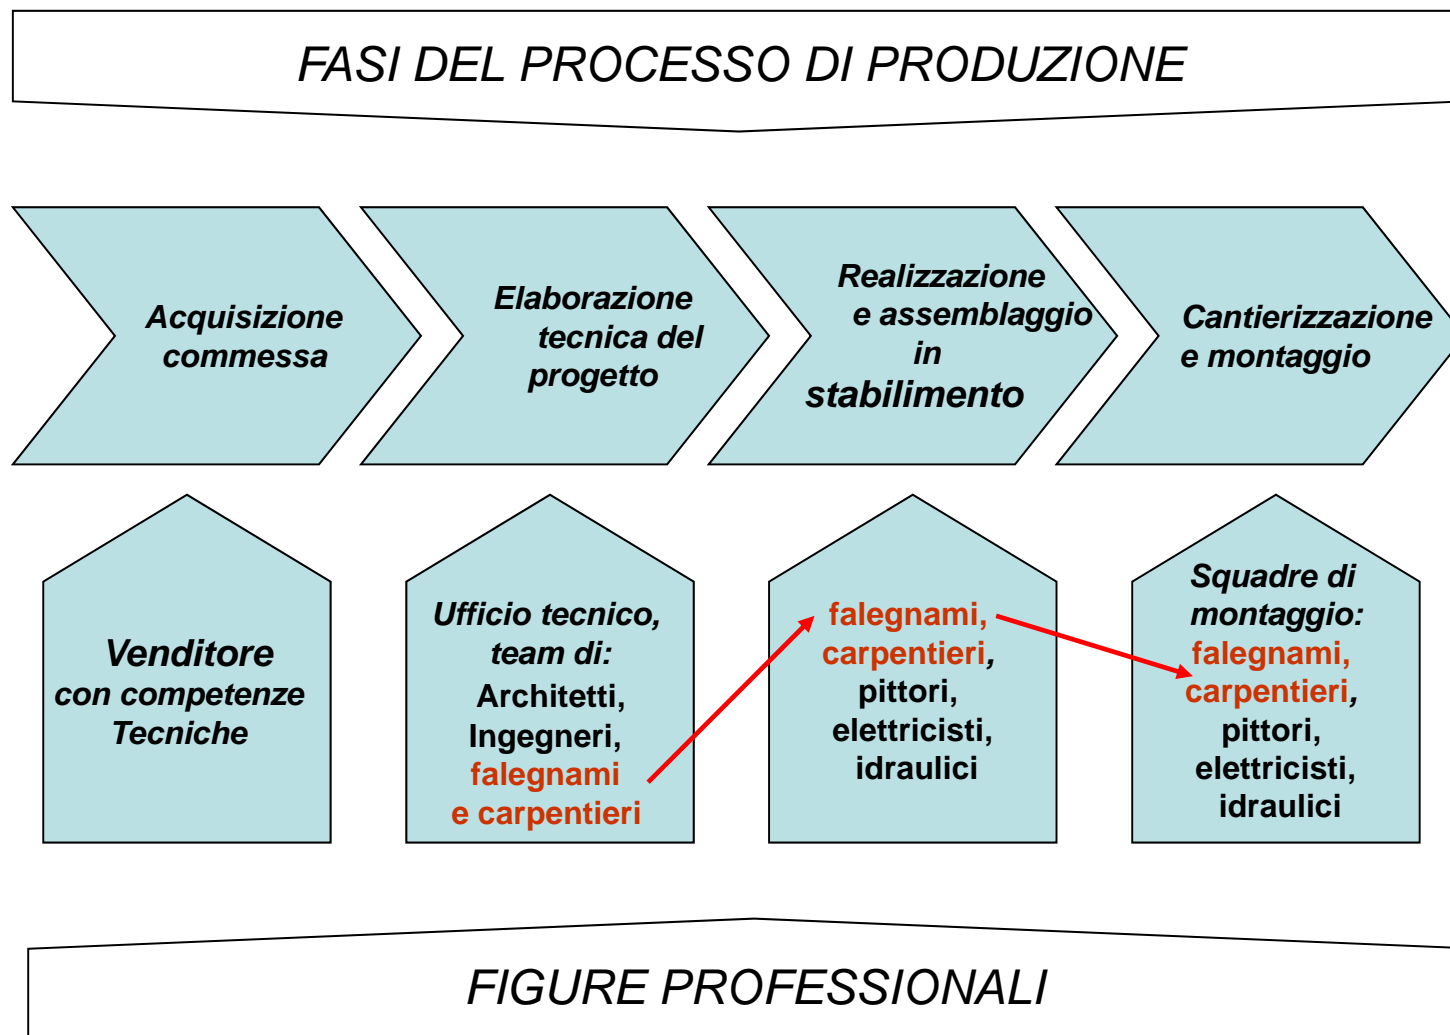 FASI DEL PROCESSO DI PRODUZIONE
Acquisizione
commessa
Elaborazione
tecnica del
progetto
Realizzazione
e assemblaggio
in
stabilimento
Cantierizzazione
e montaggio
Venditore
con competenze
Tecniche
Ufficio tecnico,
team di:
Architetti,
Ingegneri,
falegnami
e carpentieri
falegnami,
carpentieri,
pittori,
elettricisti,
idraulici
Squadre di
montaggio:
falegnami,
carpentieri,
pittori,
elettricisti,
idraulici
FIGURE PROFESSIONALI